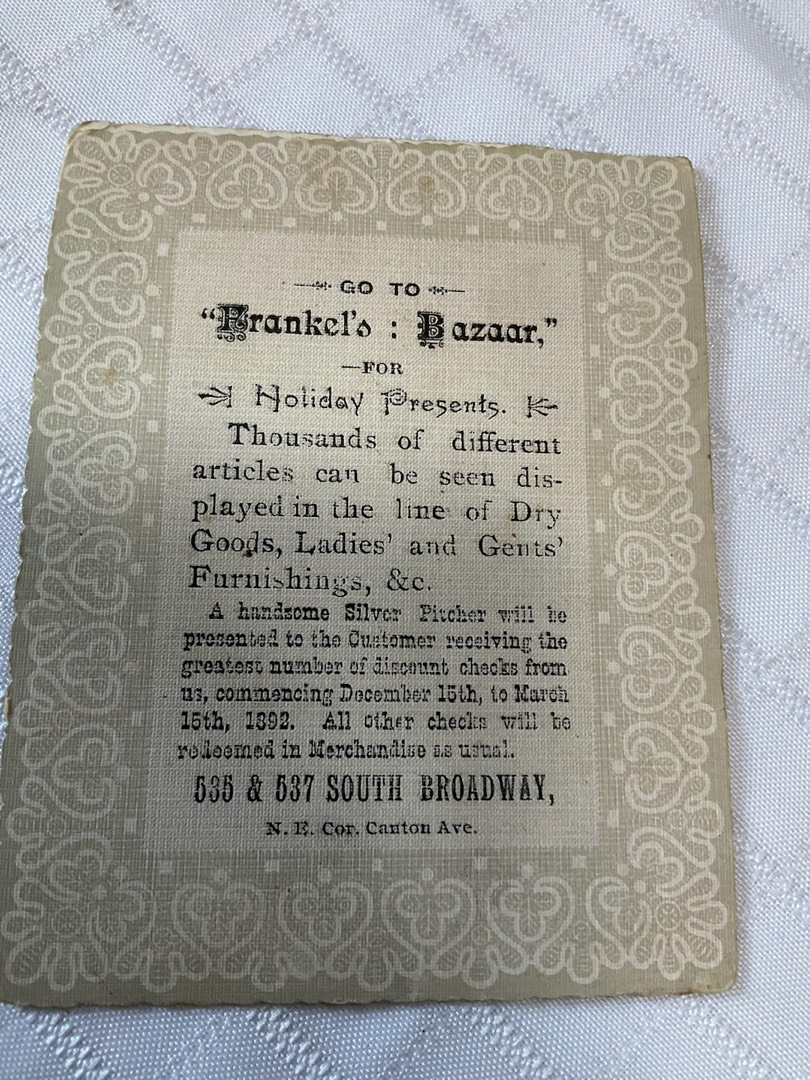 GO TO
“Frankel's : Bazaar,”
—FOR
Holiday Presents.
Thousands of different
articles can be seen dis-
played in the line of Dry
Goods, Ladies' and Gents'
Furnishings, &c.
A handsome Silver Pitcher will be
presented to the Customer receiving the
greatest number of discount checks from
us, commencing December 15th, to March
15th, 1892. All other checks will be
redeemed in Merchandise as usual.
535 & 537 SOUTH BROADWAY,
N. E. Cor. Canton Ave.